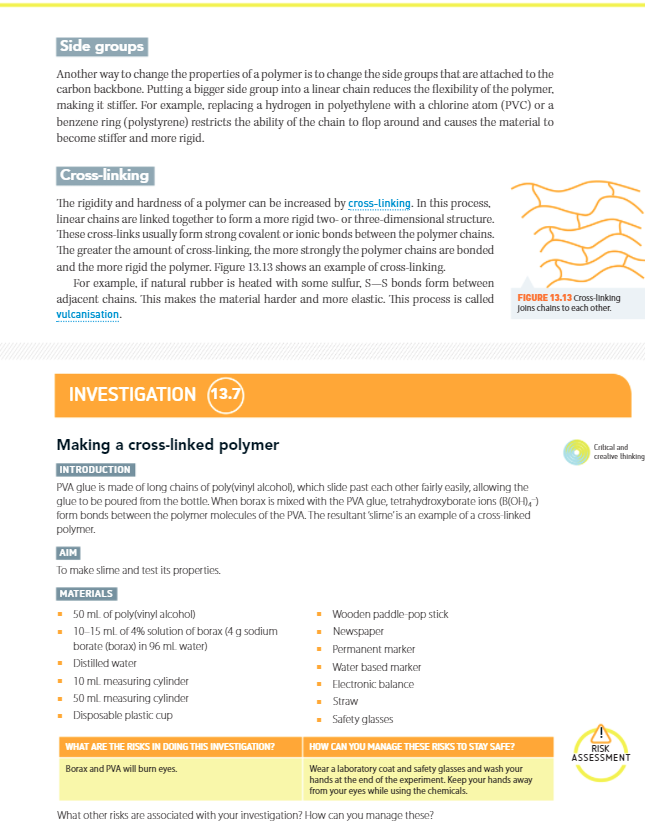 Side groups
Another way to change the properties of a polymer is to change the side groups that are attached to the
carbon backbone. Putting a bigger side group into a linear chain reduces the flexibility of the polymer,
making it stiffer. For example, replacing a hydrogen in polyethylene with a chlorine atom (PVC) or a
benzene ring (polystyrene) restricts the ability of the chain to flop around and causes the material to
become stiffer and more rigid.
Cross-linking
The rigidity and hardness of a polymer can be increased by cross-linking. In this process,
linear chains are linked together to form a more rigid two- or three-dimensional structure.
These cross-links usually form strong covalent or ionic bonds between the polymer chains.
The greater the amount of cross-linking, the more strongly the polymer chains are bonded
and the more rigid the polymer. Figure 13.13 shows an example of cross-linking.
For example, if natural rubber is heated with some sulfur, S—S bonds form between
adjacent chains. This makes the material harder and more elastic. This process is called
vulcanisation.
FIGURE 13.13 Cross-linking
joins chains to each other.
INVESTIGATION 13.7
Making a cross-linked polymer
Critical and
creative thinking
INTRODUCTION
PVA glue is made of long chains of poly(vinyl alcohol), which slide past each other fairly easily, allowing the
glue to be poured from the bottle. When borax is mixed with the PVA glue, tetrahydroxyborate ions (B(OH)₄⁻)
form bonds between the polymer molecules of the PVA. The resultant 'slime' is an example of a cross-linked
polymer.
AIM
To make slime and test its properties.
MATERIALS
50 mL of poly(vinyl alcohol)
10–15 mL of 4% solution of borax (4 g sodium
borate (borax) in 96 mL water)
Distilled water
10 mL measuring cylinder
50 mL measuring cylinder
Disposable plastic cup
Wooden paddle-pop stick
Newspaper
Permanent marker
Water based marker
Electronic balance
Straw
Safety glasses
WHAT ARE THE RISKS IN DOING THIS INVESTIGATION?
HOW CAN YOU MANAGE THESE RISKS TO STAY SAFE?
Borax and PVA will burn eyes.
Wear a laboratory coat and safety glasses and wash your
hands at the end of the experiment. Keep your hands away
from your eyes while using the chemicals.
! RISK
ASSESSMENT
What other risks are associated with your investigation? How can you manage these?